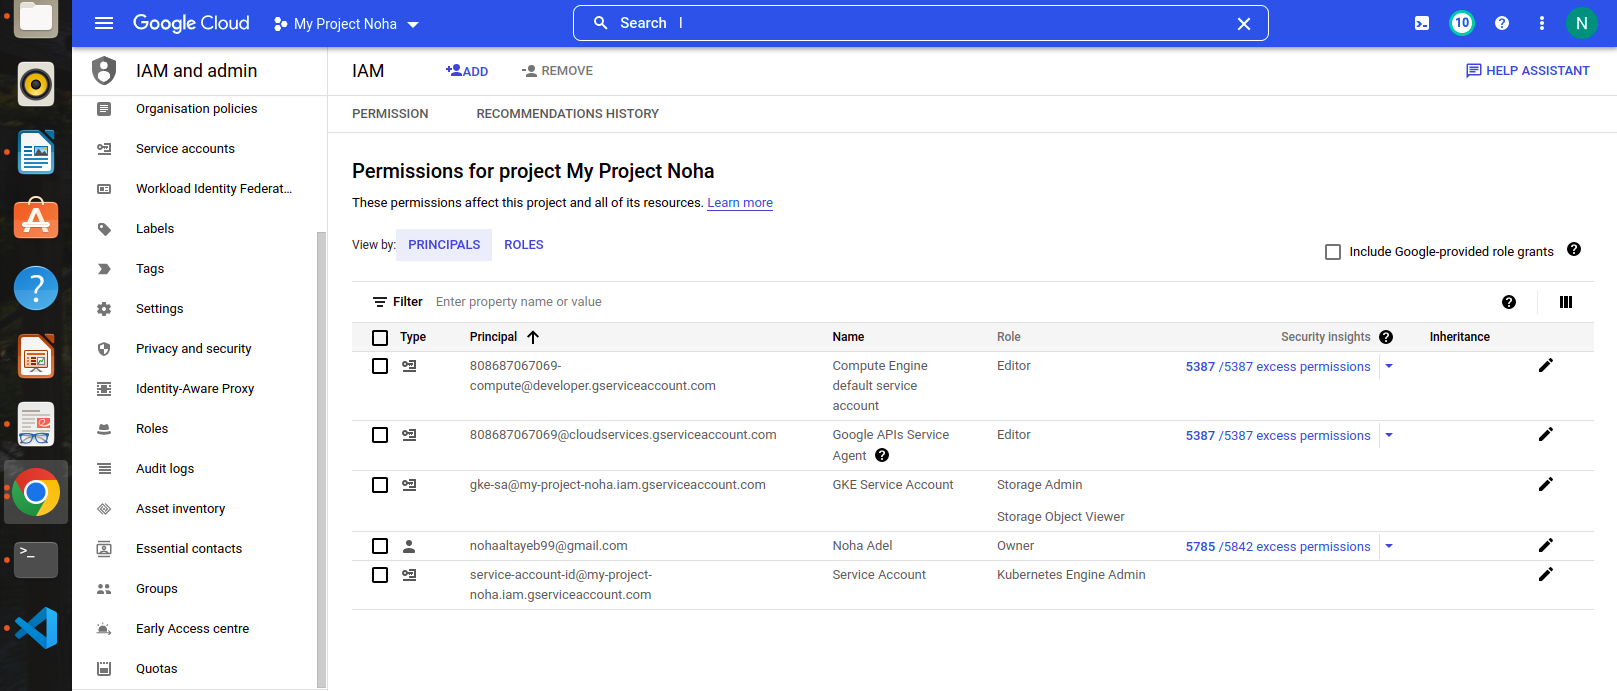 Google Cloud
My Project Noha
Search
10
N
IAM and admin
Organisation policies
Service accounts
Workload Identity Federat...
Labels
Tags
Settings
Privacy and security
Identity-Aware Proxy
Roles
Audit logs
Asset inventory
Essential contacts
Groups
Early Access centre
Quotas
IAM
ADD
REMOVE
HELP ASSISTANT
PERMISSION
RECOMMENDATIONS HISTORY
Permissions for project My Project Noha
These permissions affect this project and all of its resources. Learn more
View by: PRINCIPALS ROLES
Include Google-provided role grants
Filter Enter property name or value
Type Principal Name Role Security insights Inheritance
808687067069-
compute@developer.gserviceaccount.com
Compute Engine
default service
account
Editor
5387 /5387 excess permissions
808687067069@cloudservices.gserviceaccount.com
Google APIs Service
Agent
Editor
5387 /5387 excess permissions
gke-sa@my-project-noha.iam.gserviceaccount.com
GKE Service Account
Storage Admin
Storage Object Viewer
nohaaltayeb99@gmail.com
Noha Adel
Owner
5785 /5842 excess permissions
service-account-id@my-project-
noha.iam.gserviceaccount.com
Service Account
Kubernetes Engine Admin